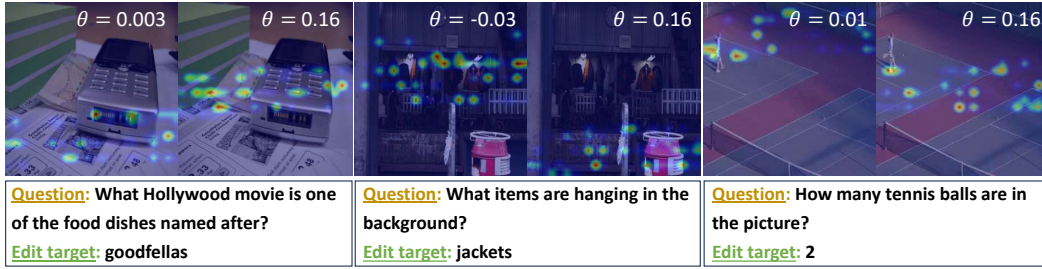 θ = 0.003
θ = 0.16
θ = -0.03
θ = 0.16
θ = 0.01
θ = 0.16
Question: What Hollywood movie is one
of the food dishes named after?
Edit target: goodfellas
Question: What items are hanging in the
background?
Edit target: jackets
Question: How many tennis balls are in
the picture?
Edit target: 2